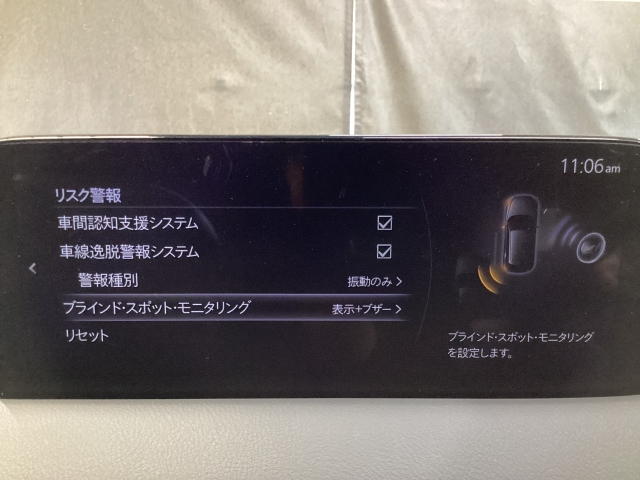 11:06am
リスク警報
車間認知支援システム
車線逸脱警報システム
警報種別 振動のみ
ブラインド・スポット・モニタリング 表示+ブザー
リセット
ブラインド・スポット・モニタリング
を設定します。